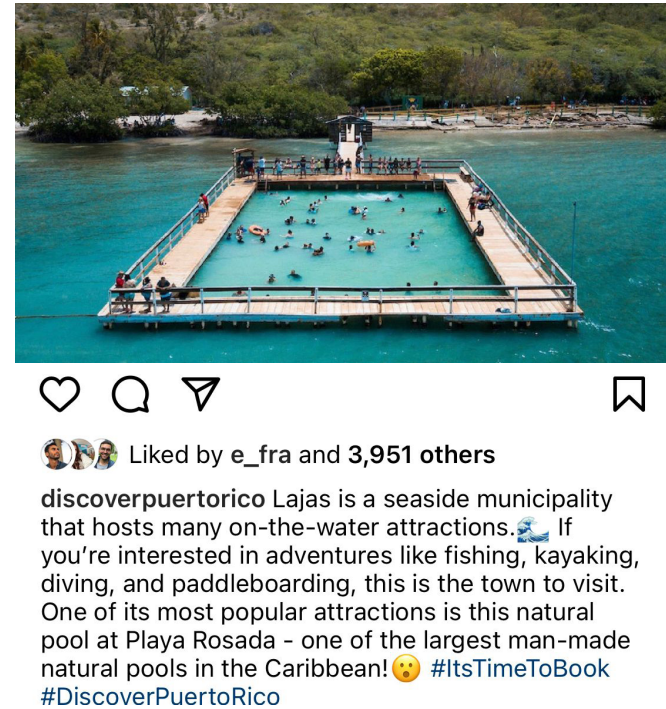 Liked by e_fra and 3,951 others
discoverpuertorico Lajas is a seaside municipality
that hosts many on-the-water attractions.🌊 If
you’re interested in adventures like fishing, kayaking,
diving, and paddleboarding, this is the town to visit.
One of its most popular attractions is this natural
pool at Playa Rosada - one of the largest man-made
natural pools in the Caribbean!😮 #ItsTimeToBook
#DiscoverPuertoRico